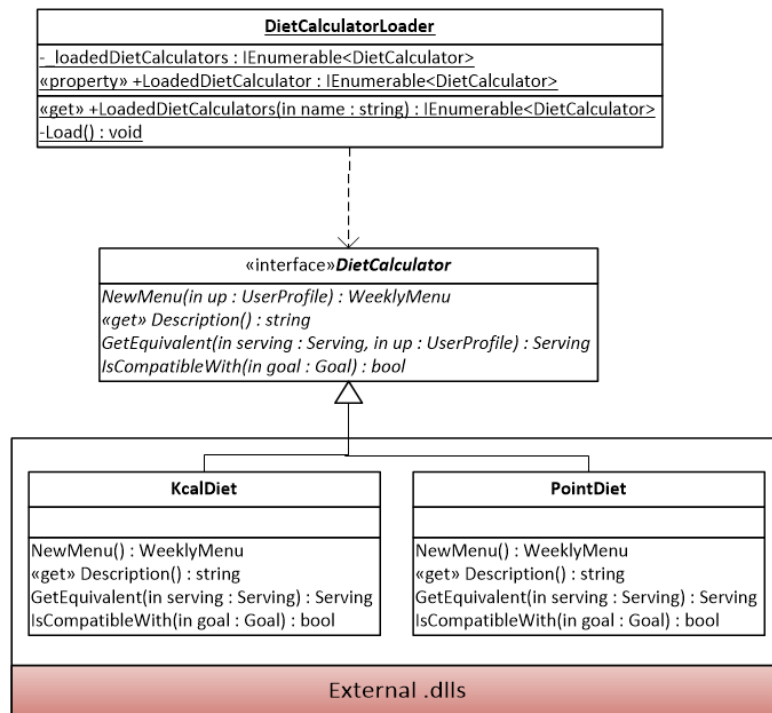 DietCalculatorLoader
-_loadedDietCalculators : IEnumerable<DietCalculator>
«property» +LoadedDietCalculator : IEnumerable<DietCalculator>
«get» +LoadedDietCalculators(in name : string) : IEnumerable<DietCalculator>
-Load() : void
«interface»DietCalculator
NewMenu(in up : UserProfile) : WeeklyMenu
«get» Description() : string
GetEquivalent(in serving : Serving, in up : UserProfile) : Serving
IsCompatibleWith(in goal : Goal) : bool
KcalDiet
NewMenu() : WeeklyMenu
«get» Description() : string
GetEquivalent(in serving : Serving) : Serving
IsCompatibleWith(in goal : Goal) : bool
PointDiet
NewMenu() : WeeklyMenu
«get» Description() : string
GetEquivalent(in serving : Serving) : Serving
IsCompatibleWith(in goal : Goal) : bool
External .dlls